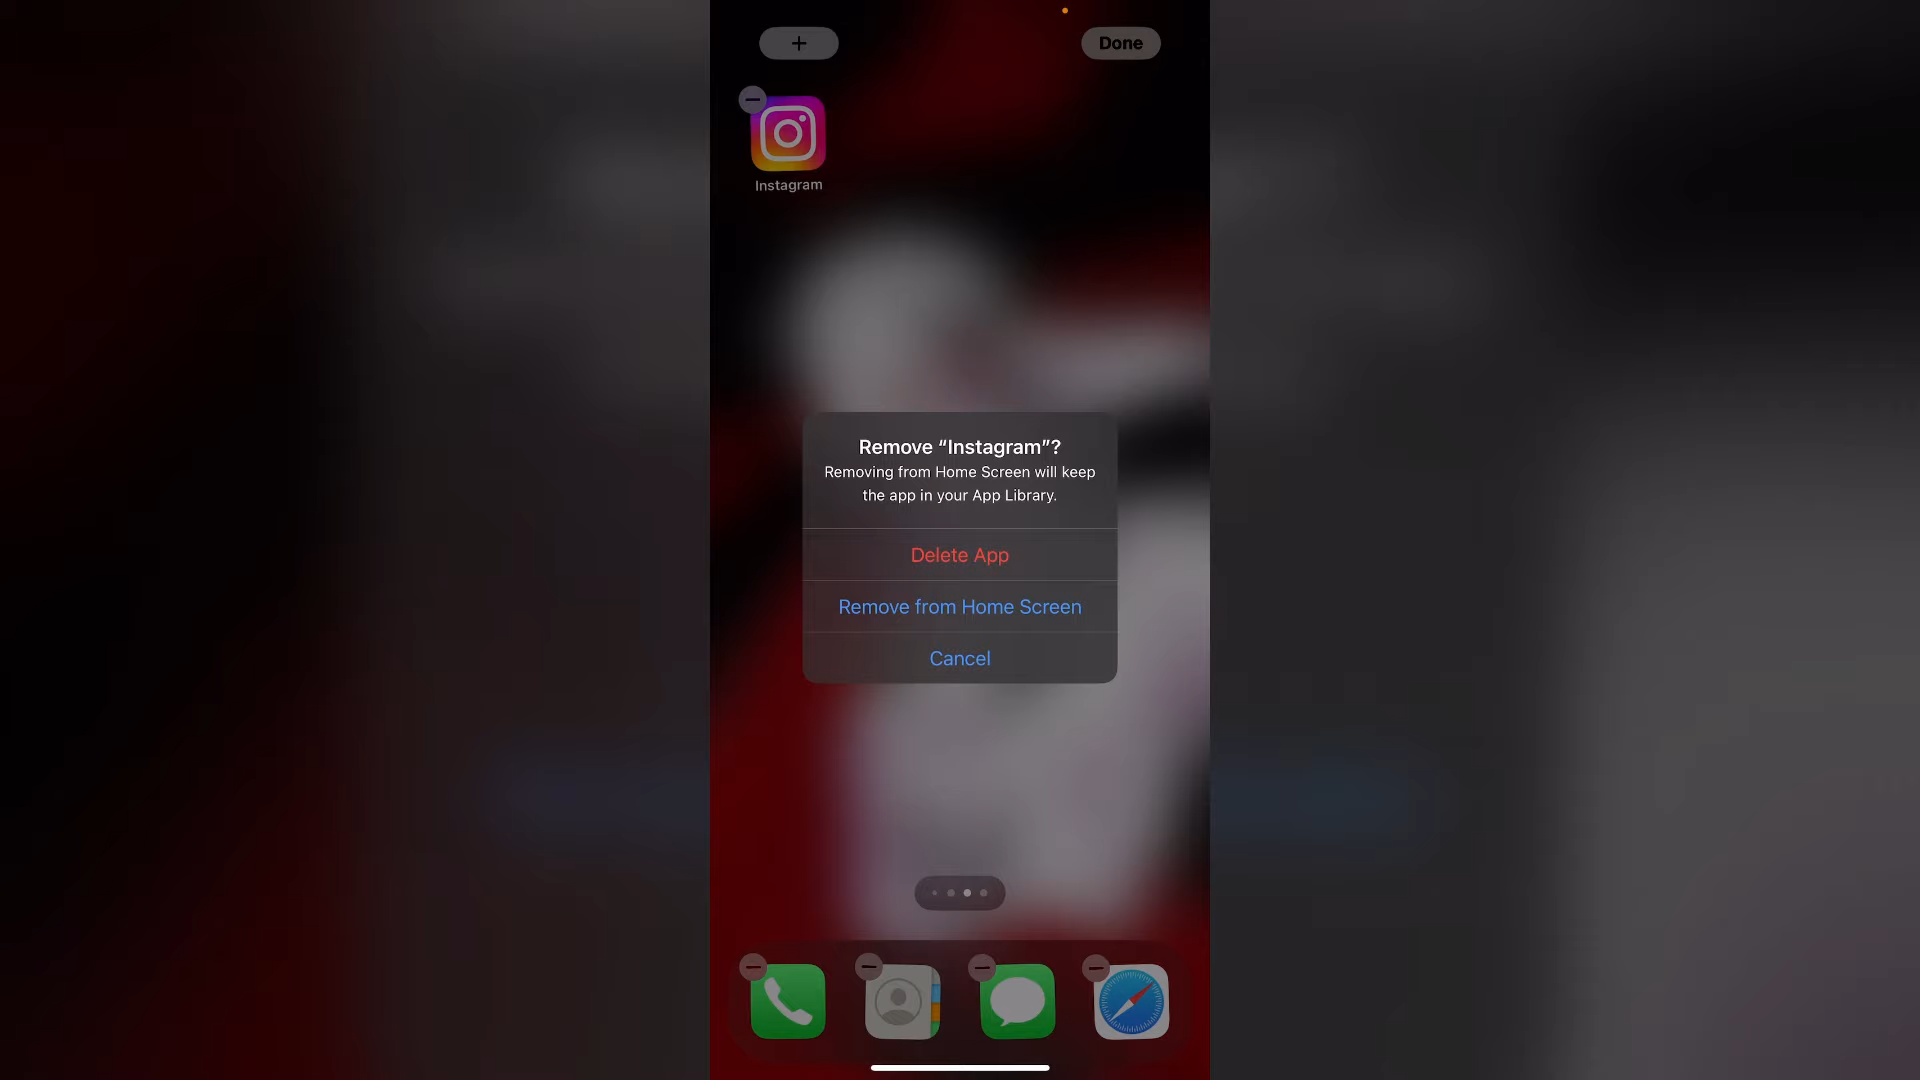 +
Done
Instagram
Remove “Instagram”?
Removing from Home Screen will keep
the app in your App Library.
Delete App
Remove from Home Screen
Cancel